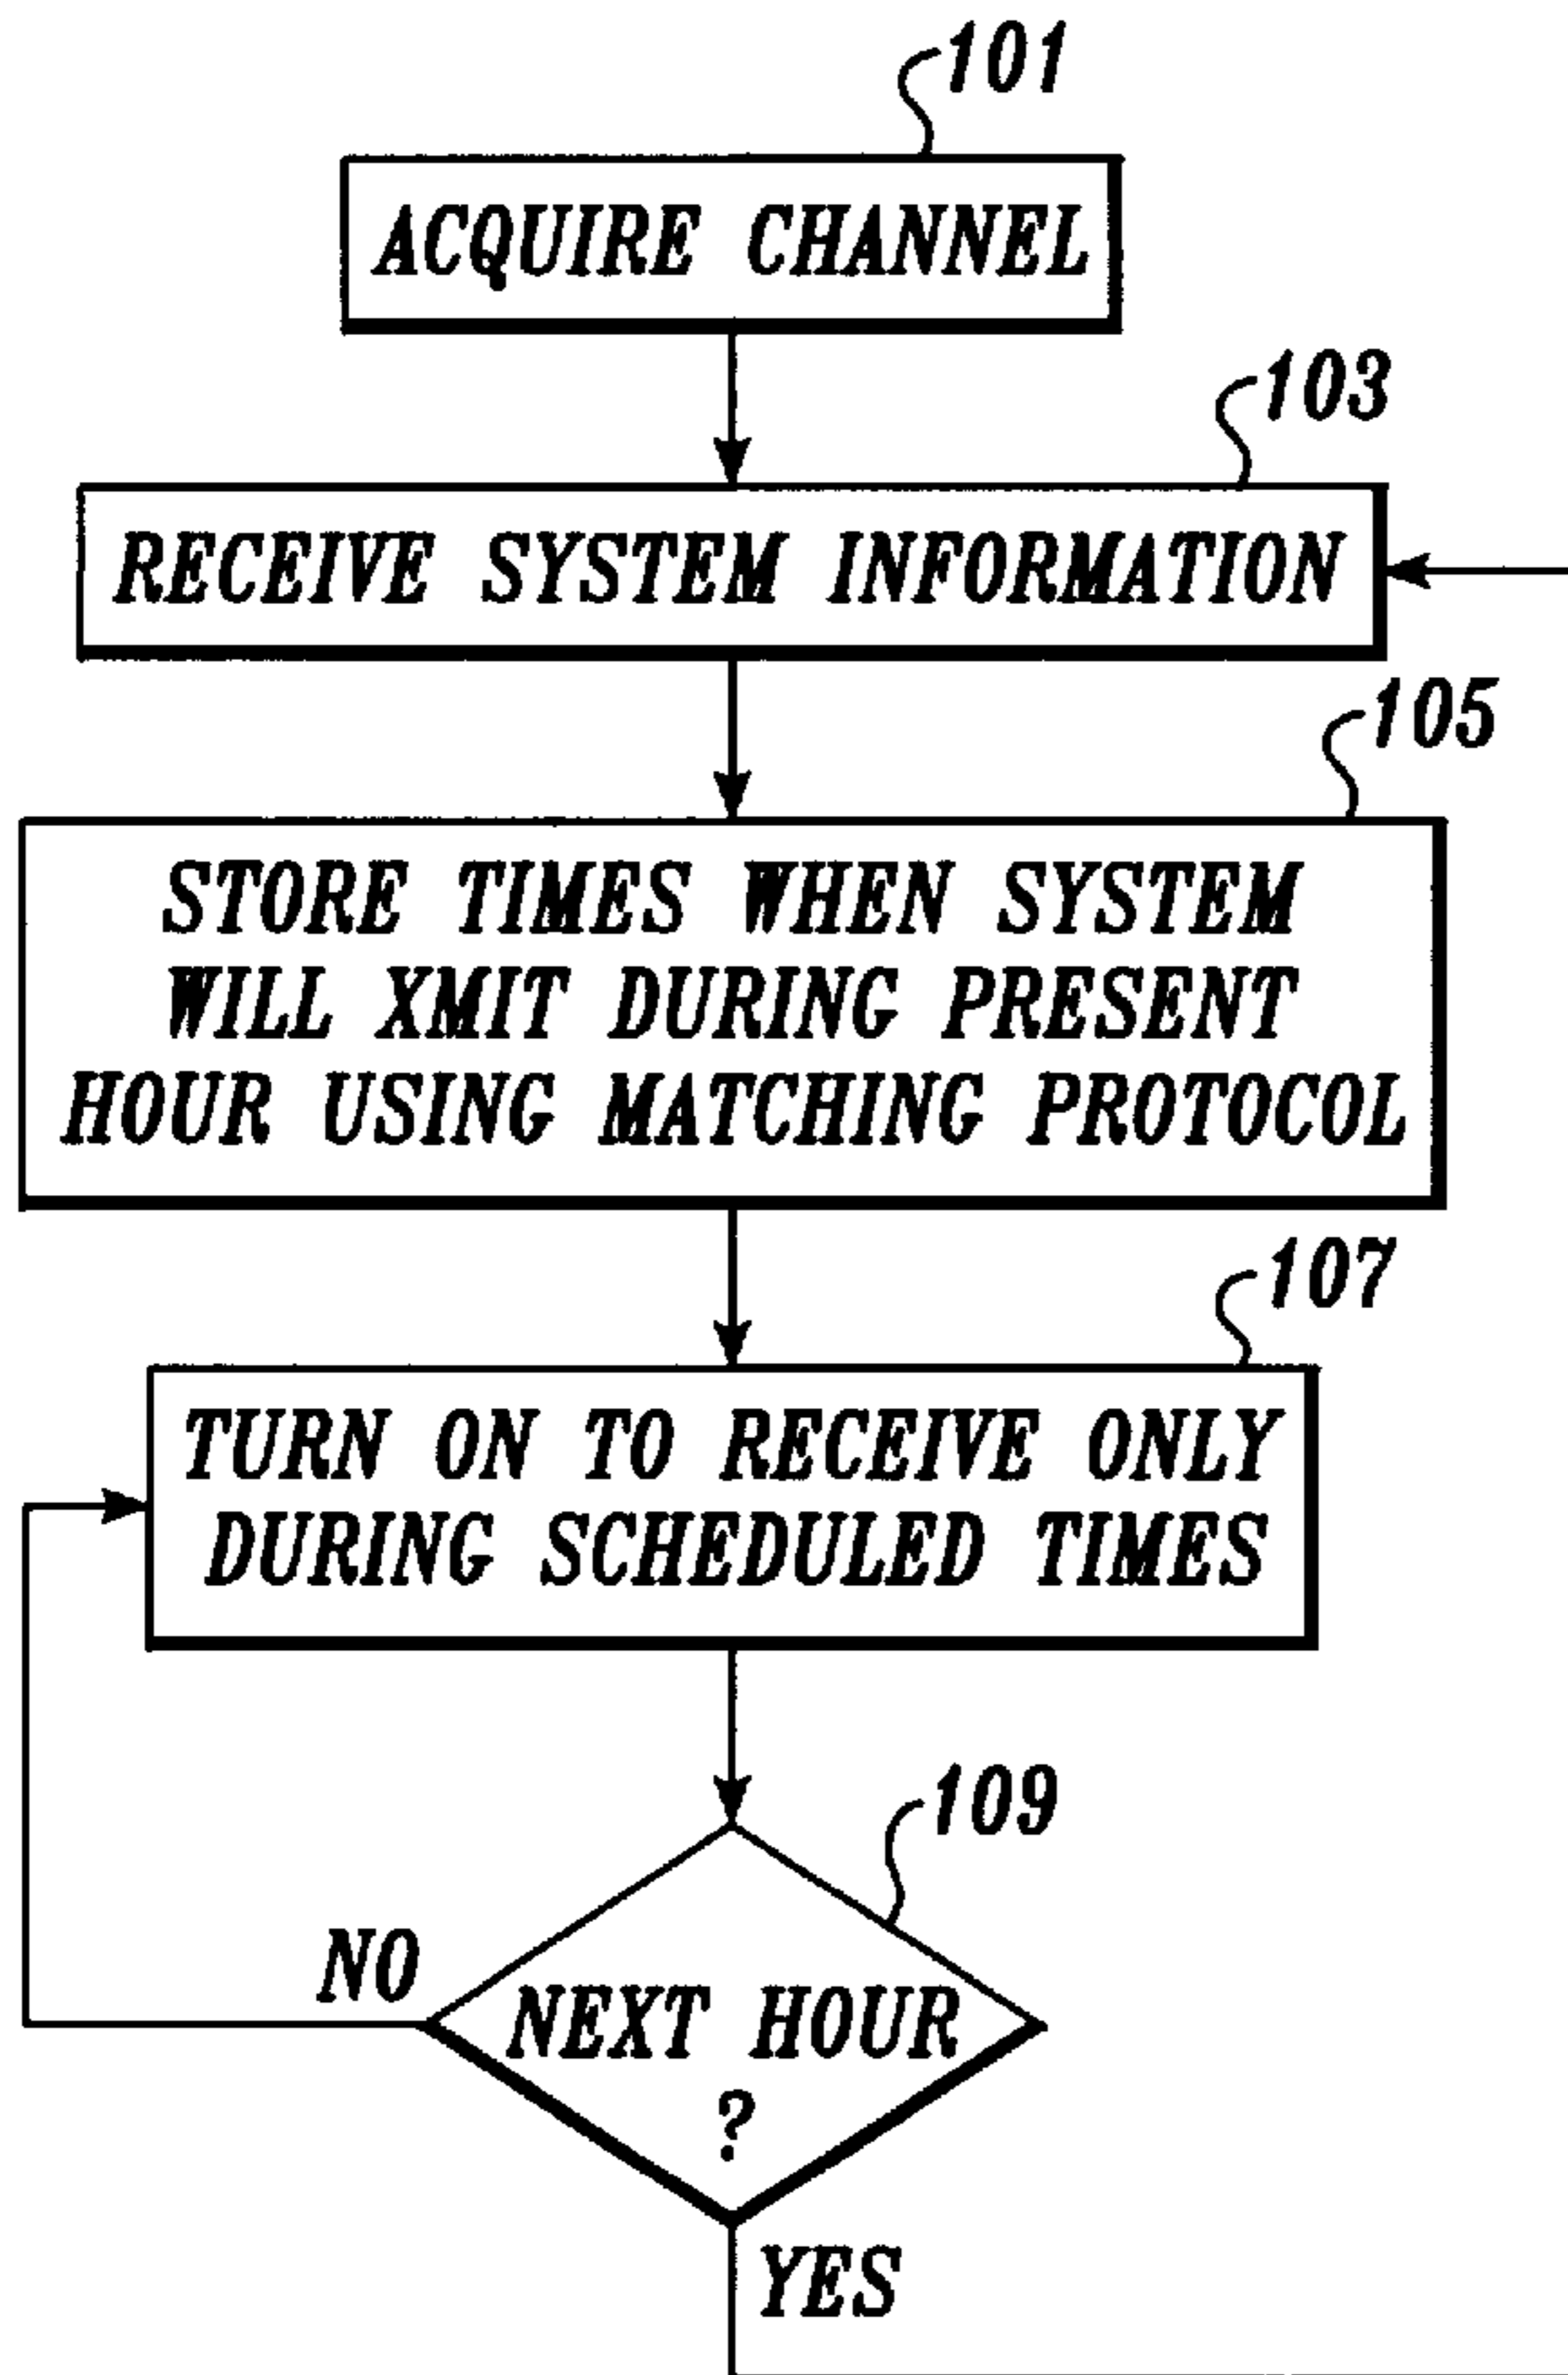 101
ACQUIRE CHANNEL
103
RECEIVE SYSTEM INFORMATION
105
STORE TIMES WHEN SYSTEM
WILL XMIT DURING PRESENT
HOUR USING MATCHING PROTOCOL
107
TURN ON TO RECEIVE ONLY
DURING SCHEDULED TIMES
109
NO
NEXT HOUR
?
YES